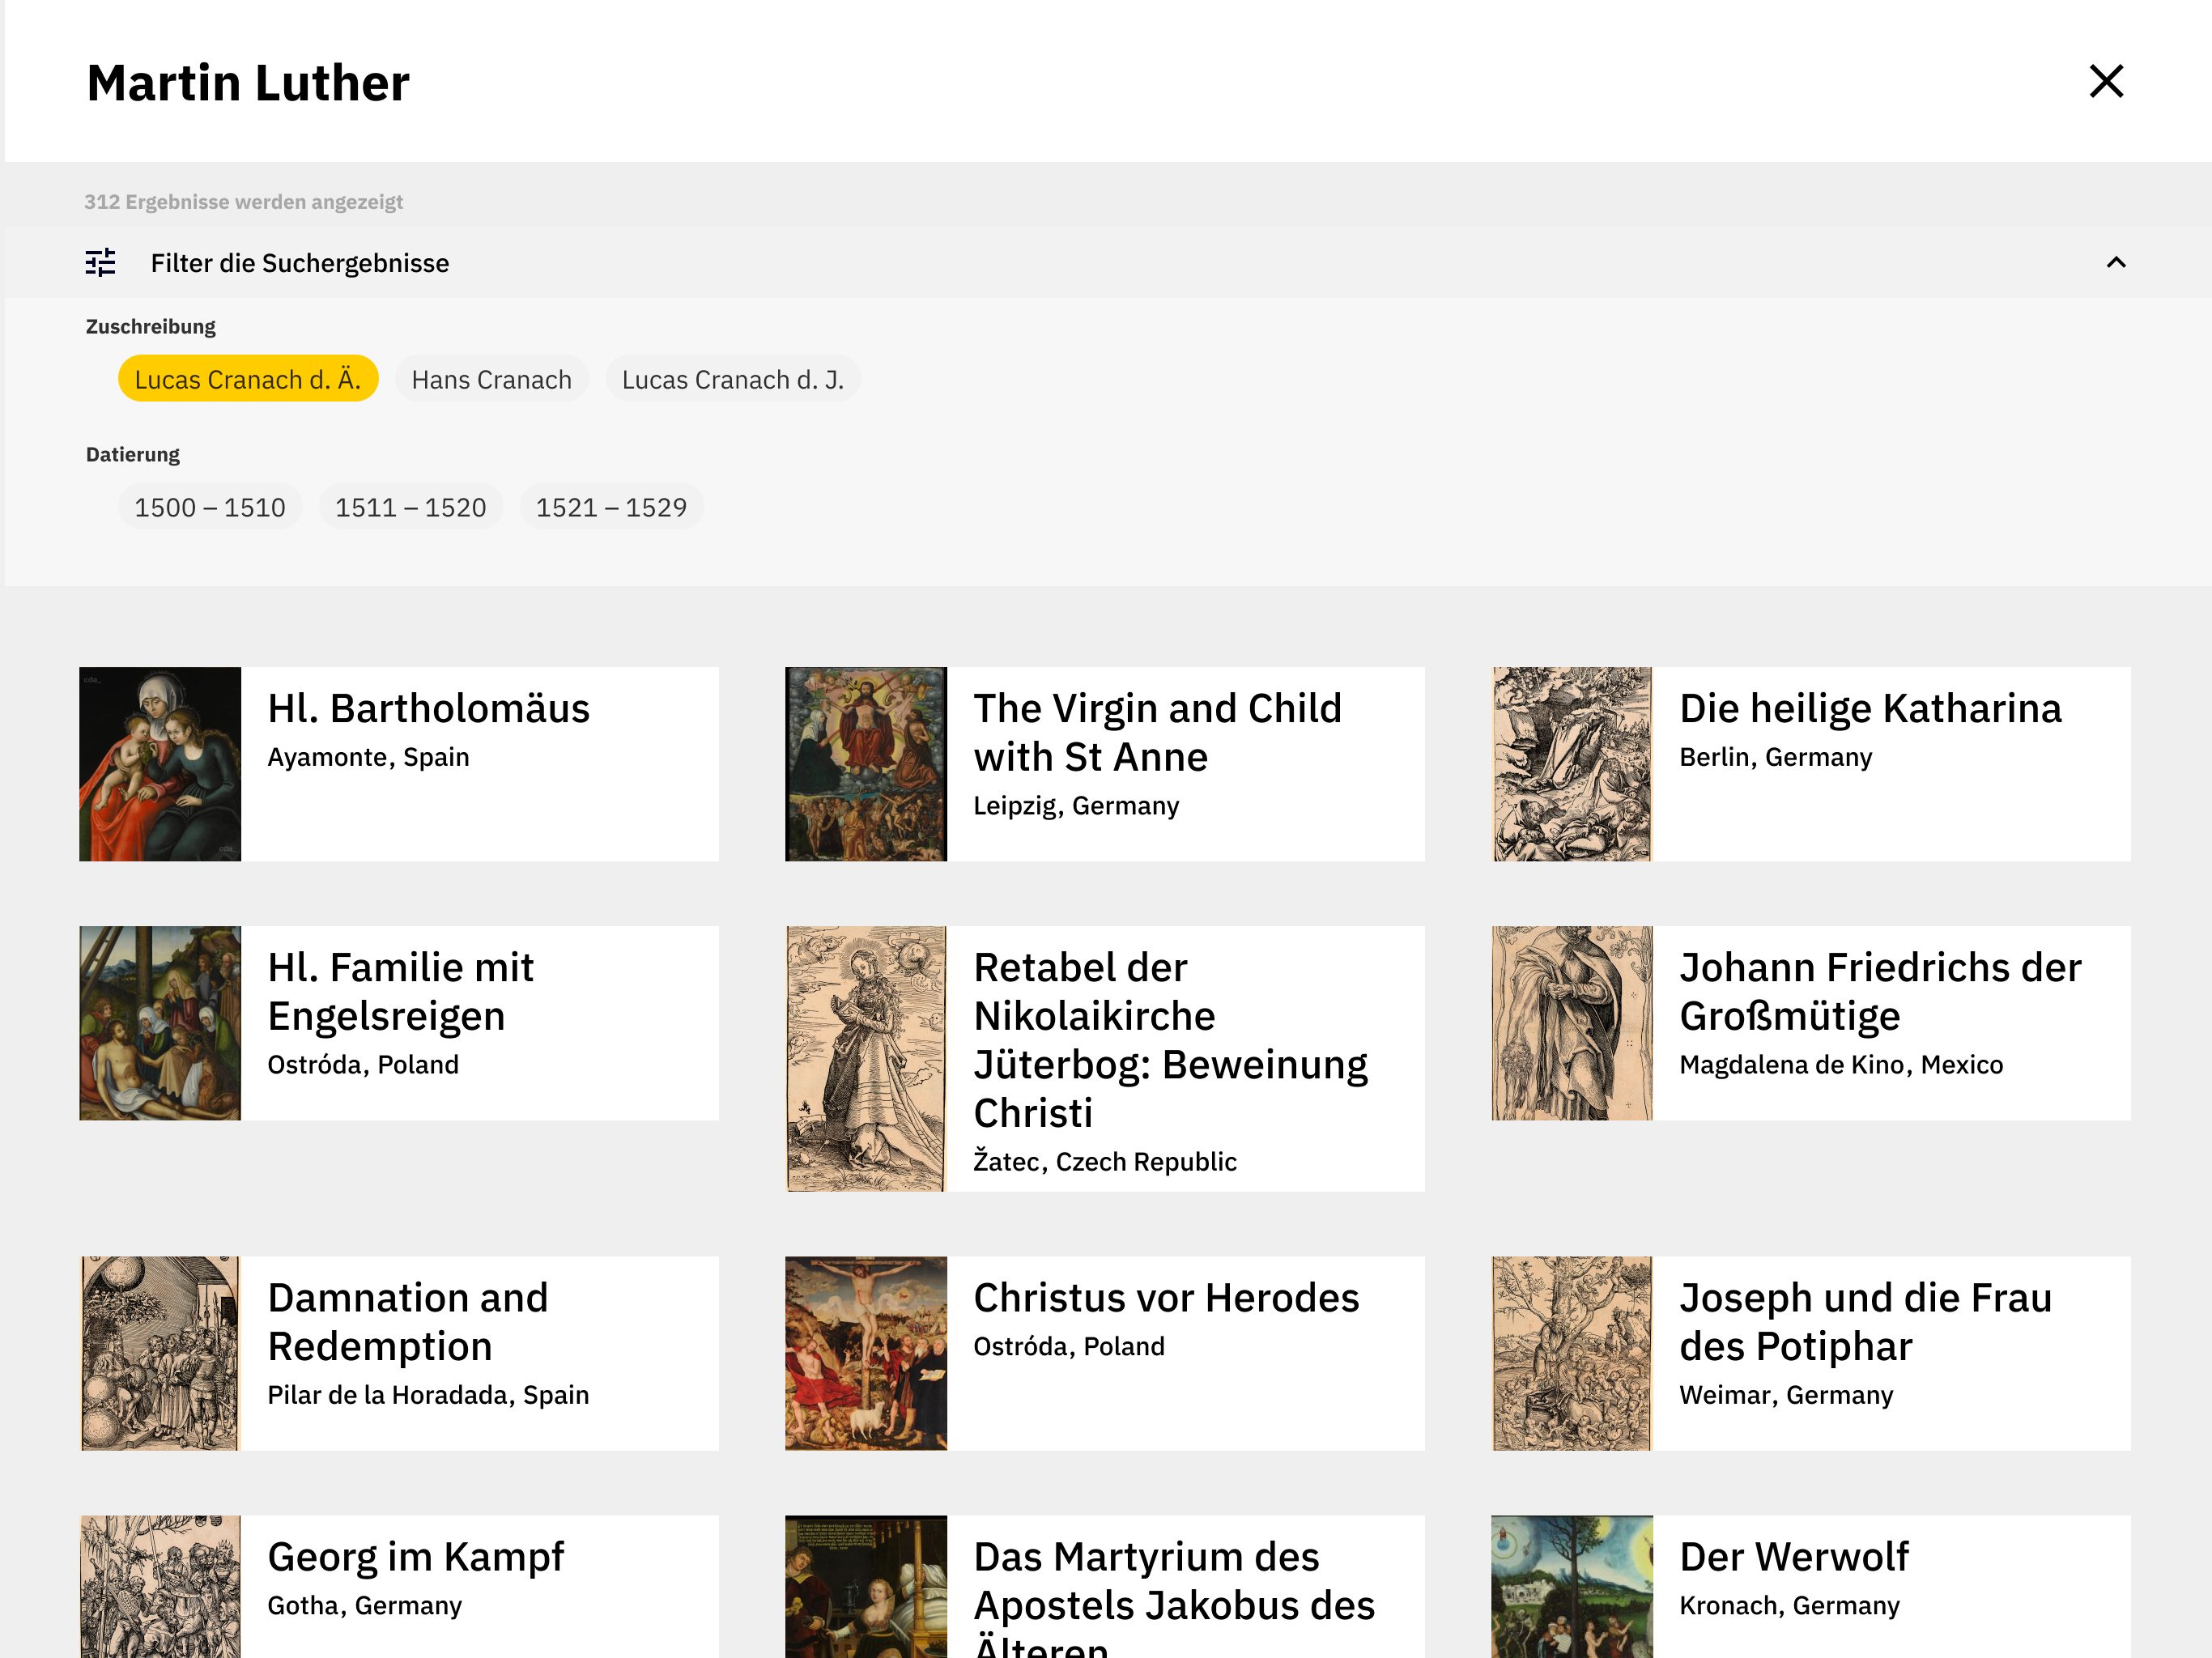 Martin Luther
312 Ergebnisse werden angezeigt
Filter die Suchergebnisse
Zuschreibung
Lucas Cranach d. Ä. Hans Cranach Lucas Cranach d. J.
Datierung
1500 – 1510 1511 – 1520 1521 – 1529
cda_
cda_
Hl. Bartholomäus
Ayamonte, Spain
The Virgin and Child
with St Anne
Leipzig, Germany
Die heilige Katharina
Berlin, Germany
Hl. Familie mit
Engelsreigen
Ostróda, Poland
Retabel der
Nikolaikirche
Jüterbog: Beweinung
Christi
Žatec, Czech Republic
Johann Friedrichs der
Großmütige
Magdalena de Kino, Mexico
Damnation and
Redemption
Pilar de la Horadada, Spain
Christus vor Herodes
Ostróda, Poland
Joseph und die Frau
des Potiphar
Weimar, Germany
Georg im Kampf
Gotha, Germany
Das Martyrium des
Apostels Jakobus des
Älteren
Der Werwolf
Kronach, Germany